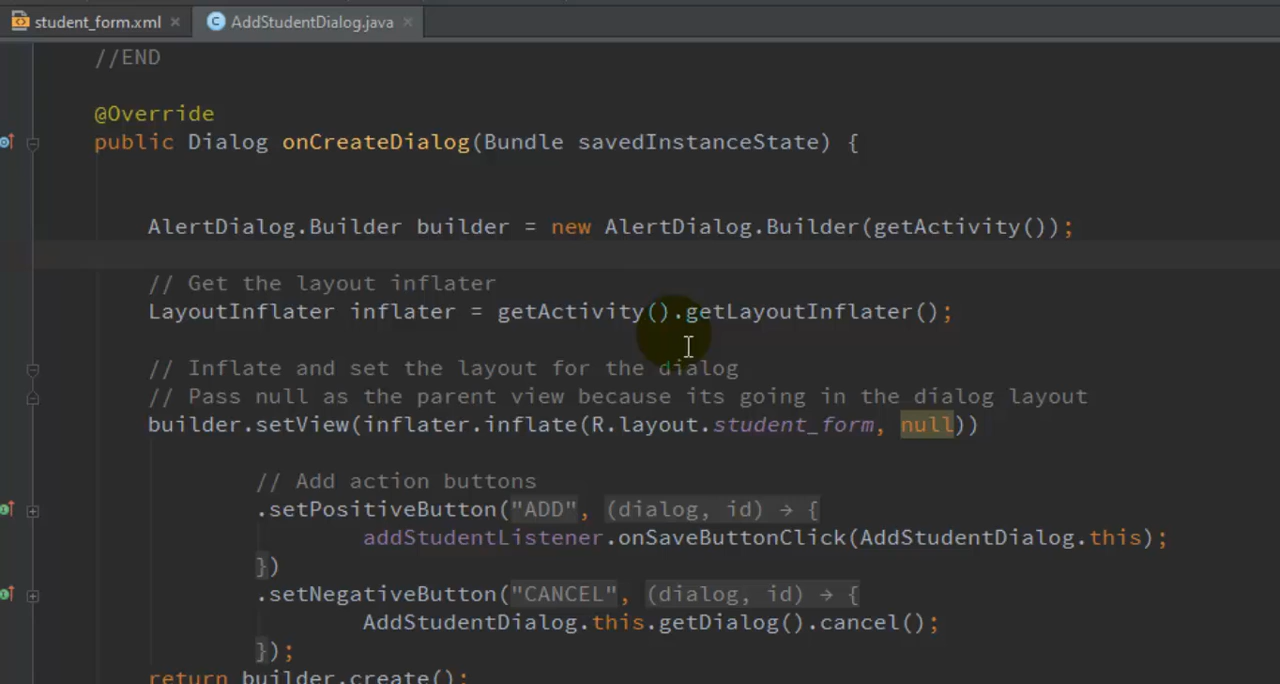 student_form.xml AddStudentDialog.java
//END
@Override
public Dialog onCreateDialog(Bundle savedInstanceState) {
AlertDialog.Builder builder = new AlertDialog.Builder(getActivity());
// Get the layout inflater
LayoutInflater inflater = getActivity().getLayoutInflater();
// Inflate and set the layout for the dialog
// Pass null as the parent view because its going in the dialog layout
builder.setView(inflater.inflate(R.layout.student_form, null))
// Add action buttons
.setPositiveButton("ADD", (dialog, id) → {
addStudentListener.onSaveButtonClick(AddStudentDialog.this);
})
.setNegativeButton("CANCEL", (dialog, id) → {
AddStudentDialog.this.getDialog().cancel();
});
return builder.create();